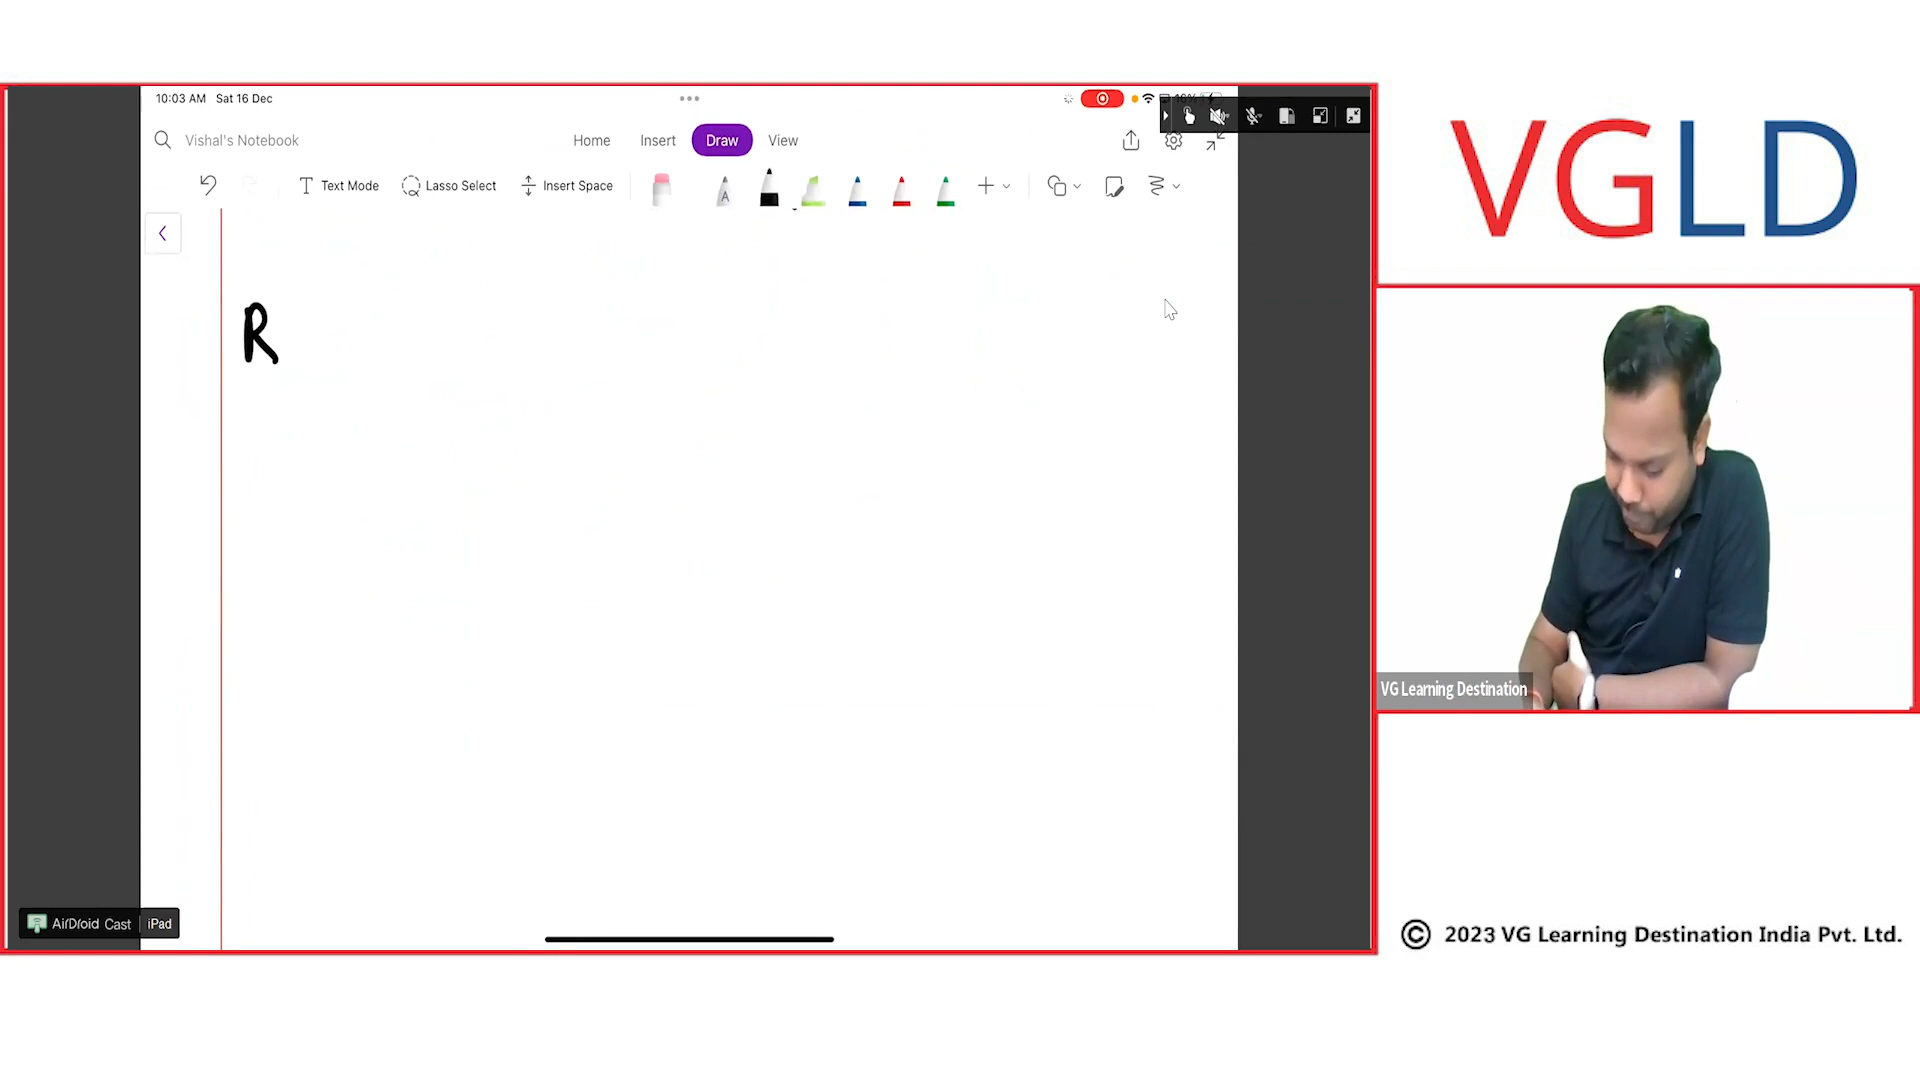 10:03 AM Sat 16 Dec
16%
Vishal's Notebook
Home Insert Draw View
Text Mode Lasso Select Insert Space
A
R
VGLD
VG Learning Destination
AirDroid Cast iPad
© 2023 VG Learning Destination India Pvt. Ltd.